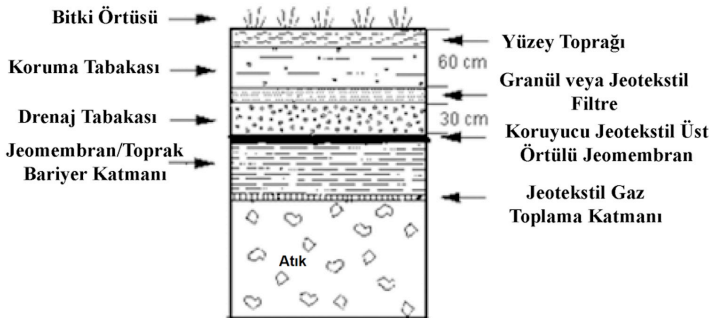 Bitki Örtüsü
Koruma Tabakası
Drenaj Tabakası
Jeomembran/Toprak
Bariyer Katmanı
60 cm
30 cm
Atık
Yüzey Toprağı
Granül veya Jeotekstil
Filtre
Koruyucu Jeotekstil Üst
Örtülü Jeomembran
Jeotekstil Gaz
Toplama Katmanı